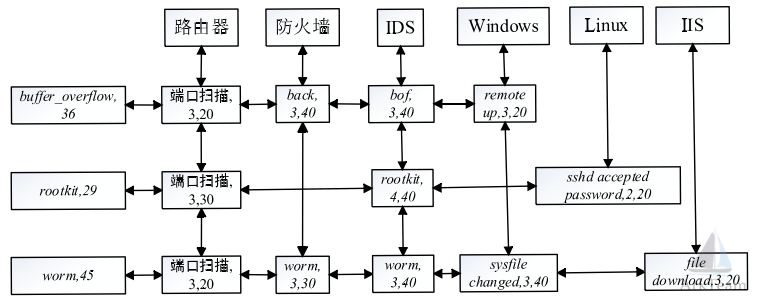 路由器
防火墙
IDS
Windows
Linux
IIS
buffer_overflow,
36
端口扫描,
3,20
back,
3,40
bof,
3,40
remote
up,3,20
rootkit,29
端口扫描,
3,30
rootkit,
4,40
sshd accepted
password,2,20
worm,45
端口扫描,
3,20
worm,
3,30
worm,
3,40
sysfile
changed,3,40
file
download,3,20